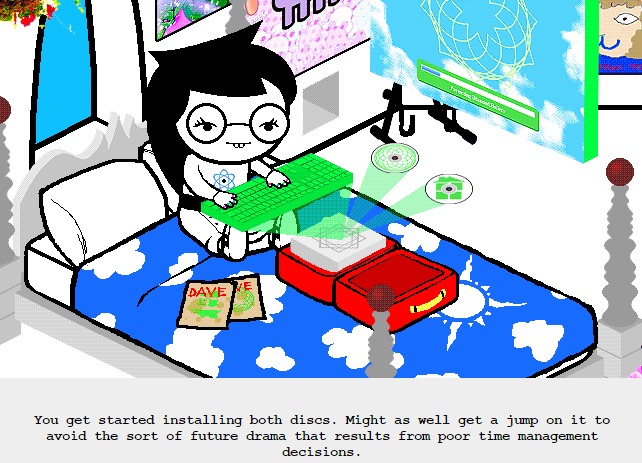 DAVE
VE
You get started installing both discs. Might as well get a jump on it to
avoid the sort of future drama that results from poor time management
decisions.